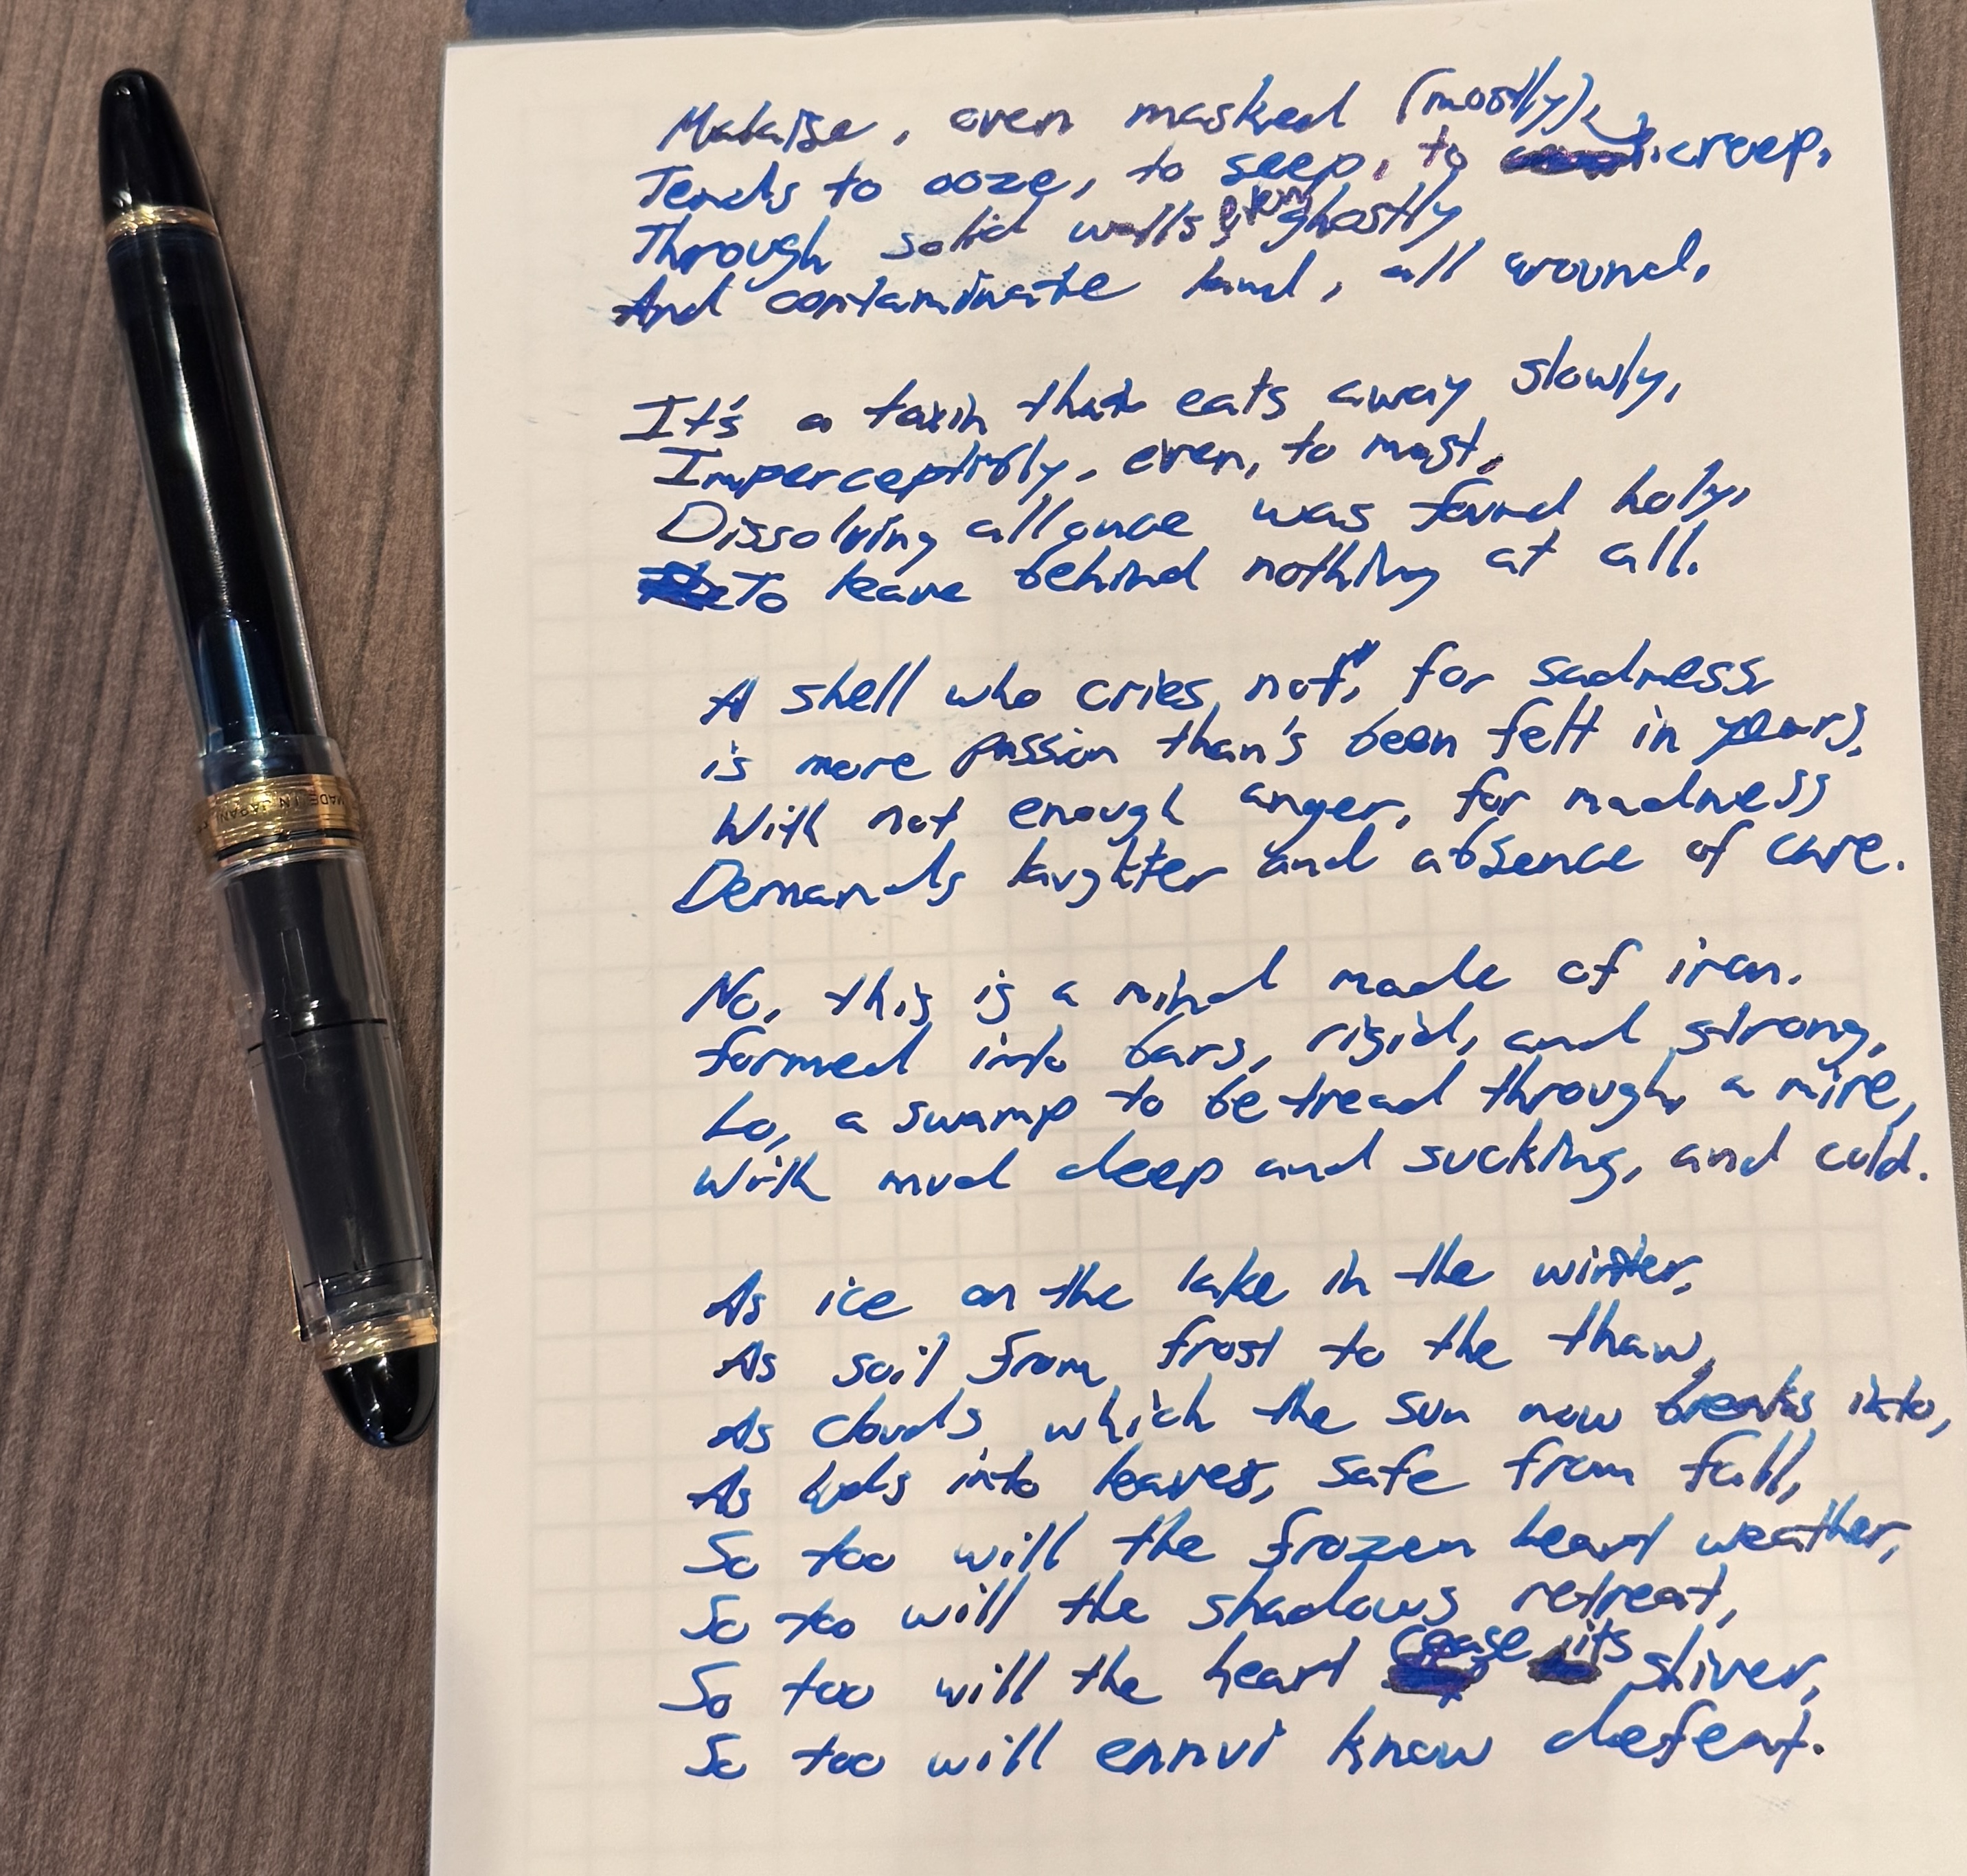 Malaise, even masked (mostly),
Tends to ooze, to seep, to creep,
Through solid walls, even ghostly
And contaminate land, all around.
It's a toxin that eats away slowly,
Imperceptibly, even, to most,
Dissolving all once was found holy,
To leave behind nothing at all.
A shell who cries not, for sadness
is more passion than's been felt in years,
With not enough anger, for madness
Demands laughter and absence of care.
No, this is a mind made of iron.
formed into bars, rigid, and strong,
Lo, a swamp to be tread through, a mire,
With mud deep and sucking, and cold.
As ice on the lake in the winter,
As soil from frost to the thaw,
As clouds which the sun now breaks into,
As buds into leaves, safe from fall,
So too will the frozen heart weather,
So too will the shadows retreat,
So too will the heart cease its shiver,
So too will ennui know defeat.
MADE IN JAPAN